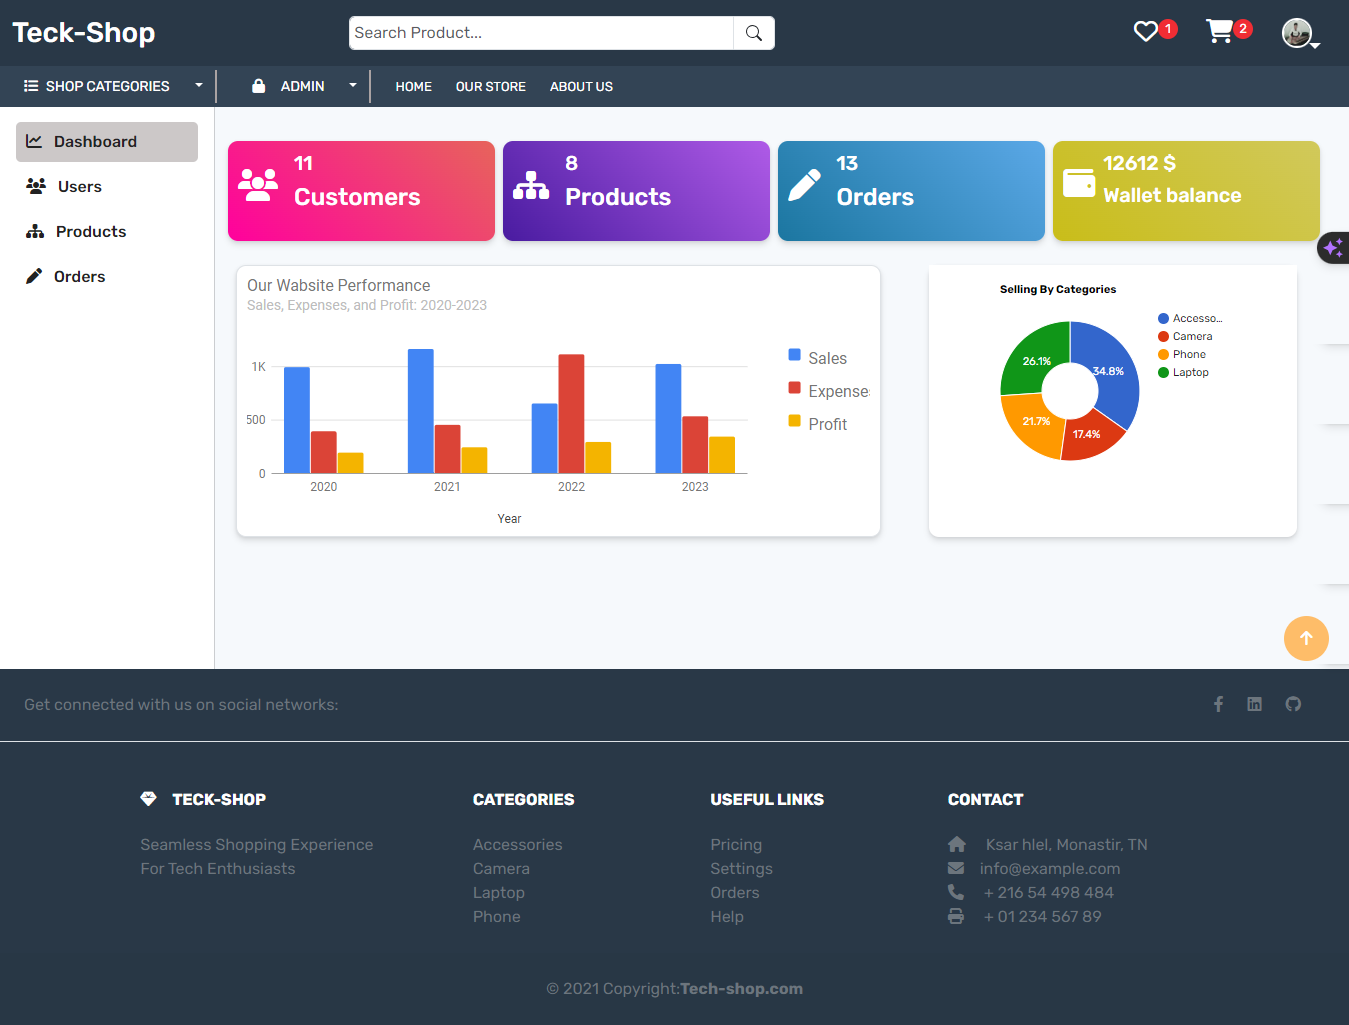 Teck-Shop
Search Product...
1
2
SHOP CATEGORIES
ADMIN
HOME
OUR STORE
ABOUT US
Dashboard
Users
Products
Orders
11
Customers
8
Products
13
Orders
12612 $
Wallet balance
Our Wabsite Performance
Sales, Expenses, and Profit: 2020-2023
1K
500
0
2020
2021
2022
2023
Year
Sales
Expenses
Profit
Selling By Categories
26.1%
34.8%
21.7%
17.4%
Accesso...
Camera
Phone
Laptop
Get connected with us on social networks:
TECK-SHOP
Seamless Shopping Experience
For Tech Enthusiasts
CATEGORIES
Accessories
Camera
Laptop
Phone
USEFUL LINKS
Pricing
Settings
Orders
Help
CONTACT
Ksar hlel, Monastir, TN
info@example.com
+ 216 54 498 484
+ 01 234 567 89
© 2021 Copyright:Tech-shop.com